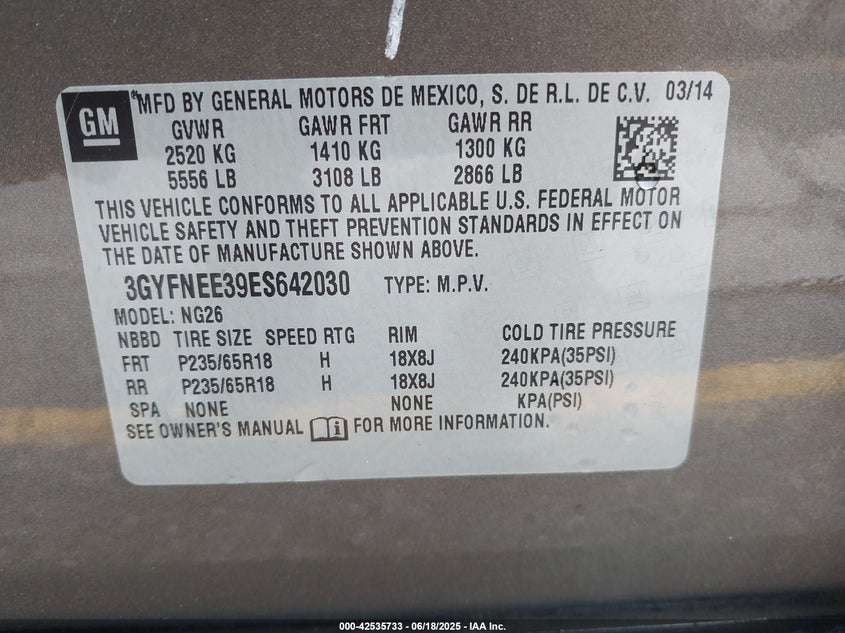 GM
MFD BY GENERAL MOTORS DE MEXICO, S. DE R.L. DE C.V. 03/14
GVWR GAWR FRT GAWR RR
2520 KG 1410 KG 1300 KG
5556 LB 3108 LB 2866 LB
THIS VEHICLE CONFORMS TO ALL APPLICABLE U.S. FEDERAL MOTOR
VEHICLE SAFETY AND THEFT PREVENTION STANDARDS IN EFFECT ON
THE DATE OF MANUFACTURE SHOWN ABOVE.
3GYFNEE39ES642030 TYPE: M.P.V.
MODEL: NG26
NBBD TIRE SIZE SPEED RTG RIM COLD TIRE PRESSURE
FRT P235/65R18 H 18X8J 240KPA(35PSI)
RR P235/65R18 H 18X8J 240KPA(35PSI)
SPA NONE NONE KPA(PSI)
SEE OWNER'S MANUAL i FOR MORE INFORMATION.
000-42535733 - 06/18/2025 - IAA Inc.